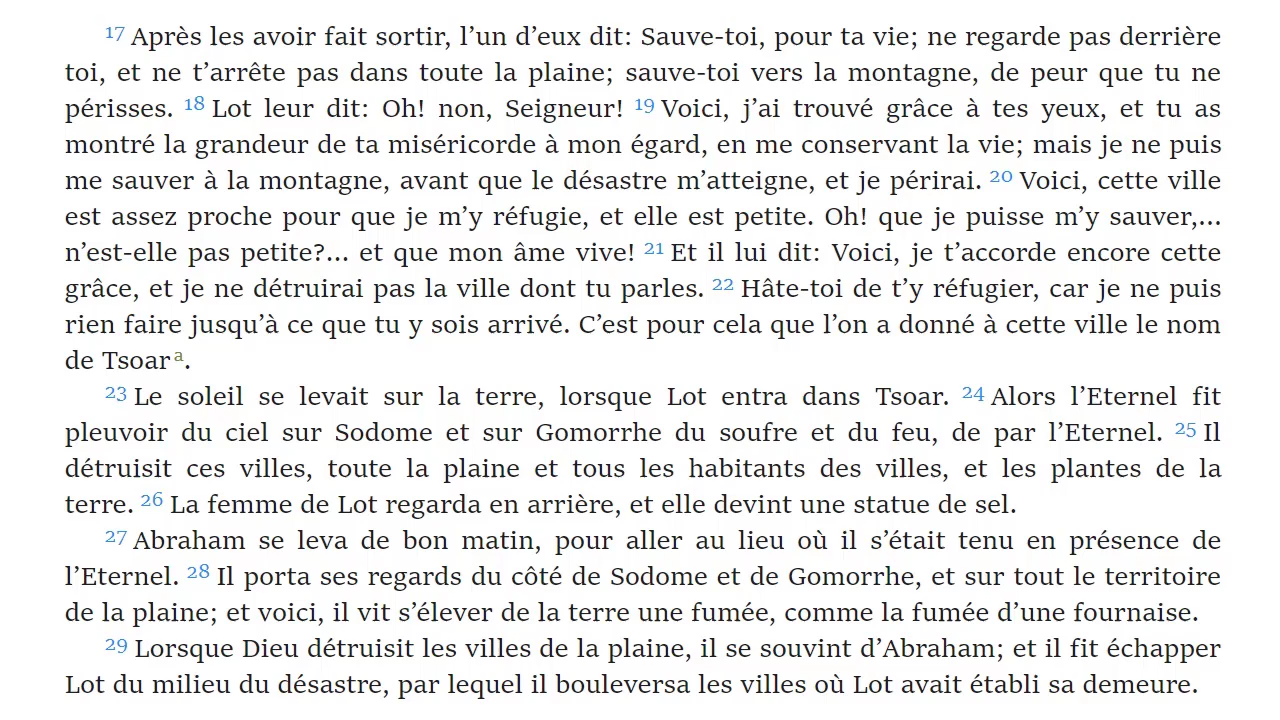 17 Après les avoir fait sortir, l’un d’eux dit: Sauve-toi, pour ta vie; ne regarde pas derrière
toi, et ne t’arrête pas dans toute la plaine; sauve-toi vers la montagne, de peur que tu ne
périsses. 18 Lot leur dit: Oh! non, Seigneur! 19 Voici, j’ai trouvé grâce à tes yeux, et tu as
montré la grandeur de ta miséricorde à mon égard, en me conservant la vie; mais je ne puis
me sauver à la montagne, avant que le désastre m’atteigne, et je périrai. 20 Voici, cette ville
est assez proche pour que je m’y réfugie, et elle est petite. Oh! que je puisse m’y sauver,...
n’est-elle pas petite?... et que mon âme vive! 21 Et il lui dit: Voici, je t’accorde encore cette
grâce, et je ne détruirai pas la ville dont tu parles. 22 Hâte-toi de t’y réfugier, car je ne puis
rien faire jusqu’à ce que tu y sois arrivé. C’est pour cela que l’on a donné à cette ville le nom
de Tsoar a.
23 Le soleil se levait sur la terre, lorsque Lot entra dans Tsoar. 24 Alors l’Eternel fit
pleuvoir du ciel sur Sodome et sur Gomorrhe du soufre et du feu, de par l’Eternel. 25 Il
détruisit ces villes, toute la plaine et tous les habitants des villes, et les plantes de la
terre. 26 La femme de Lot regarda en arrière, et elle devint une statue de sel.
27 Abraham se leva de bon matin, pour aller au lieu où il s’était tenu en présence de
l’Eternel. 28 Il porta ses regards du côté de Sodome et de Gomorrhe, et sur tout le territoire
de la plaine; et voici, il vit s’élever de la terre une fumée, comme la fumée d’une fournaise.
29 Lorsque Dieu détruisit les villes de la plaine, il se souvint d’Abraham; et il fit échapper
Lot du milieu du désastre, par lequel il bouleversa les villes où Lot avait établi sa demeure.